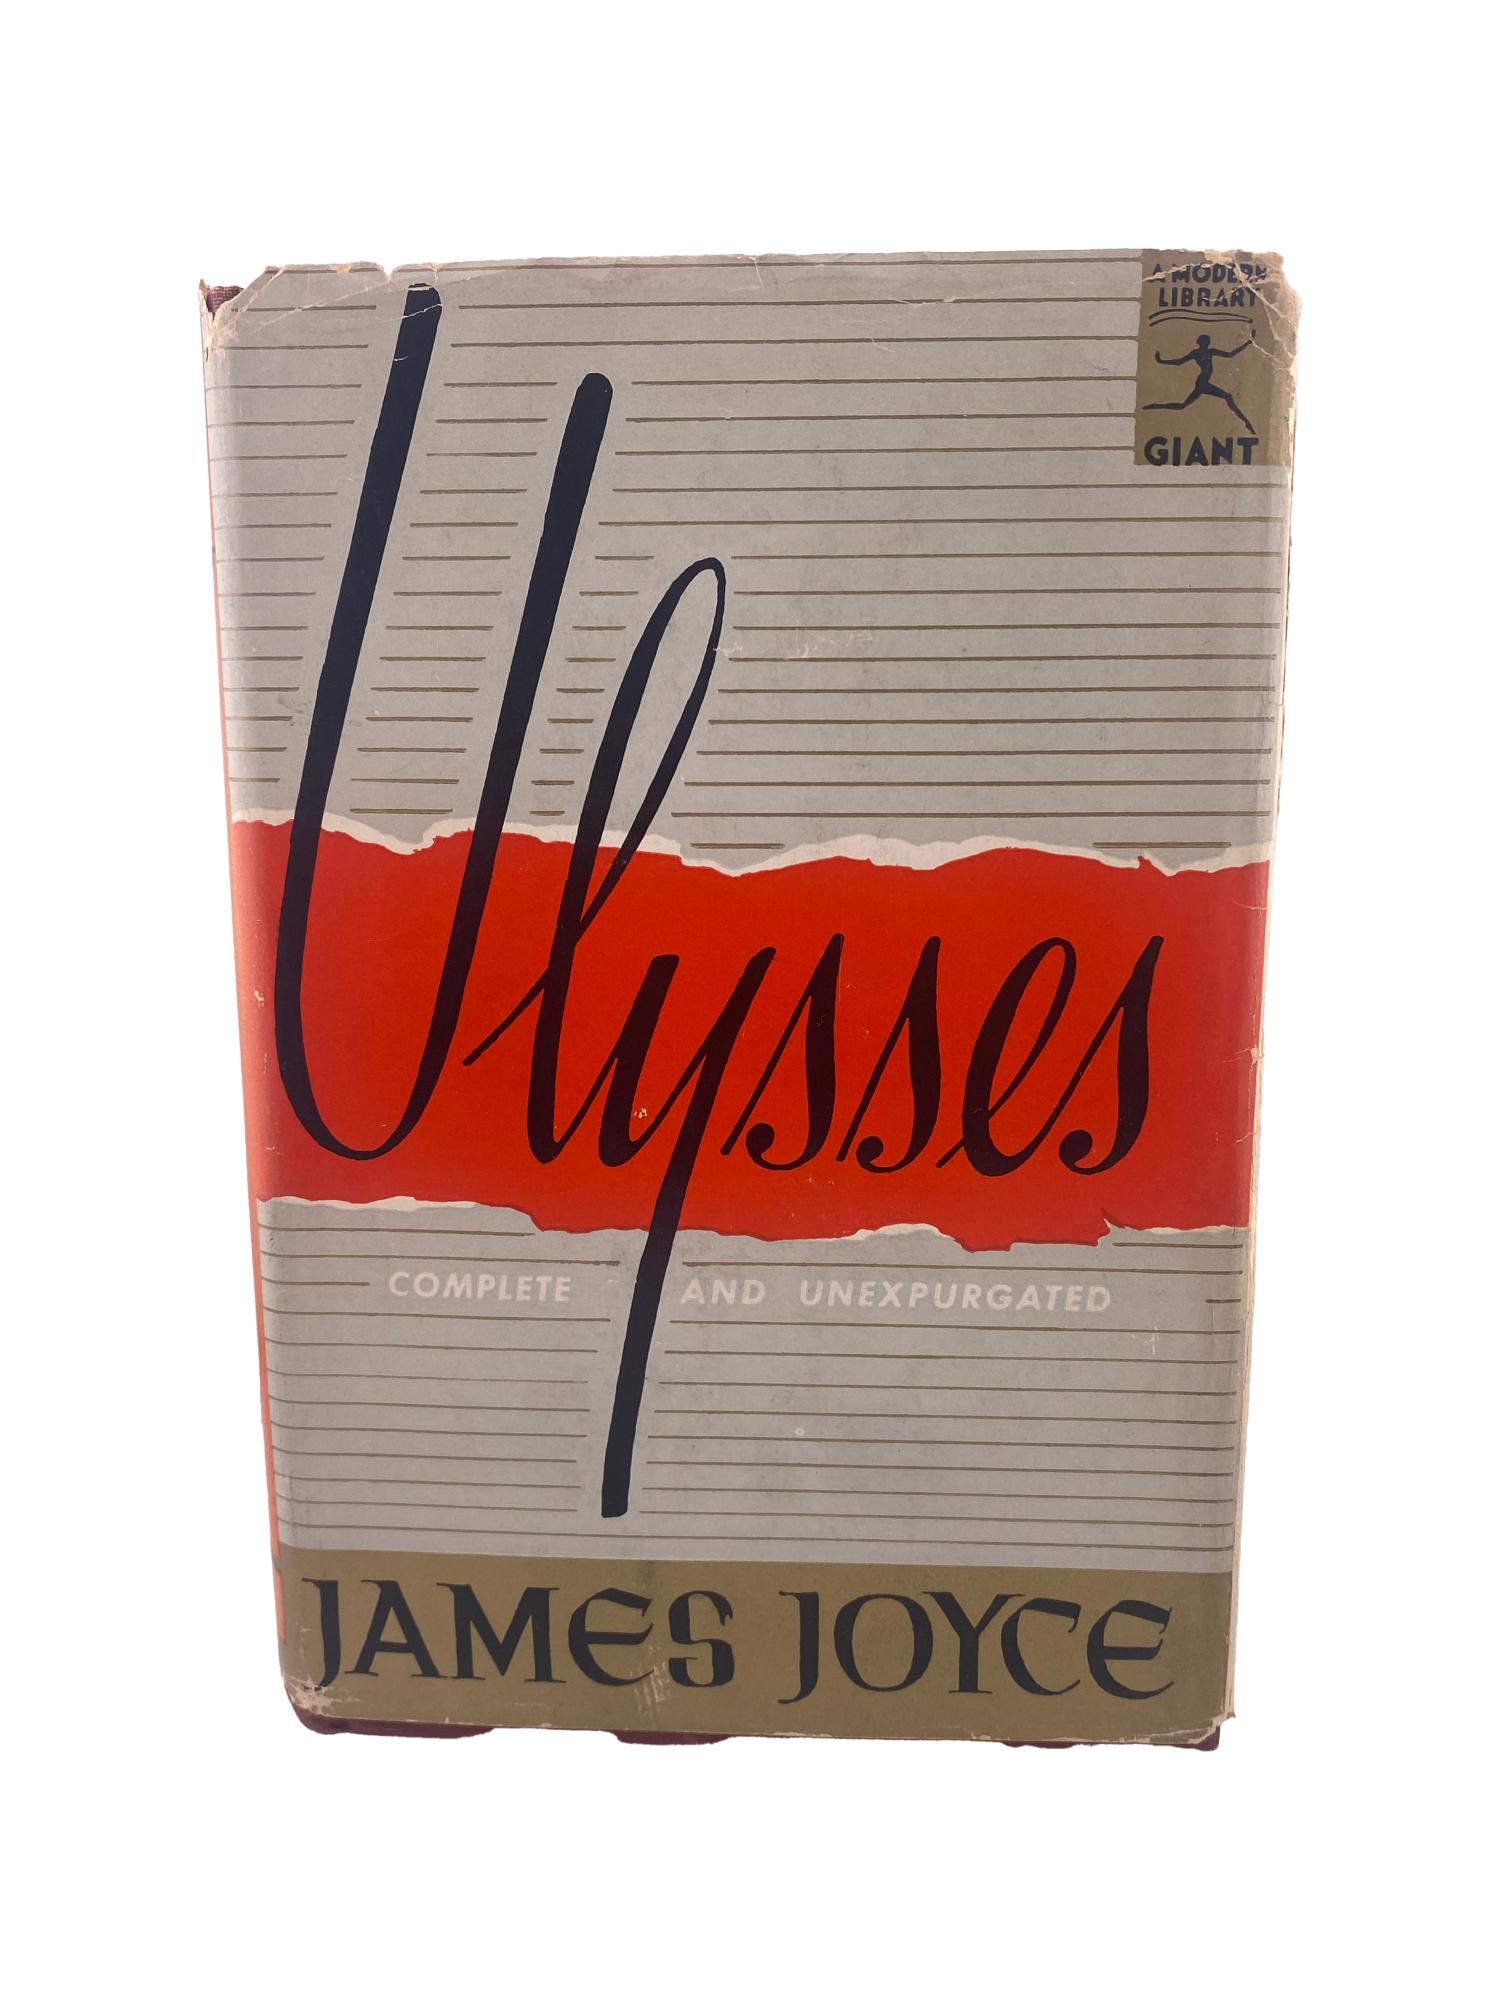 A MODERN
LIBRARY
GIANT
Ulysses
COMPLETE AND UNEXPURGATED
JAMES JOYCE